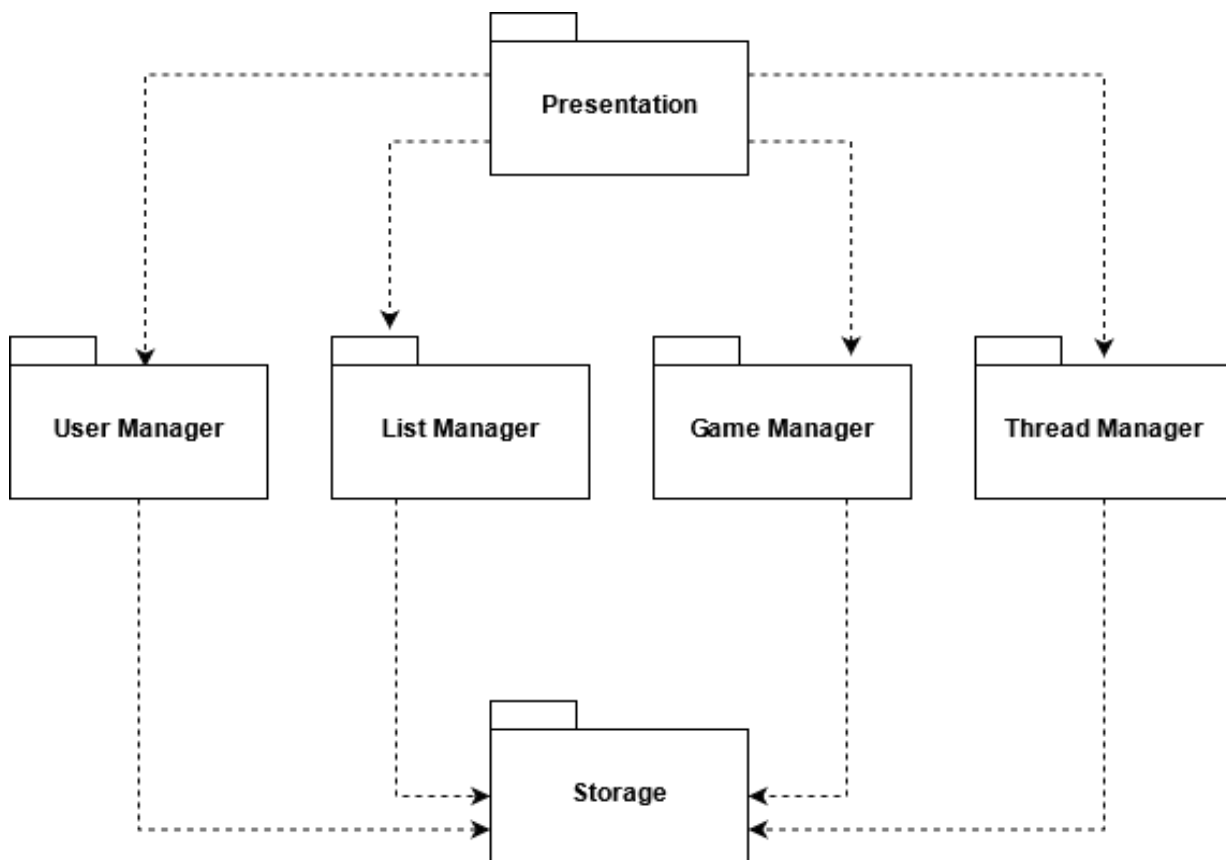 Presentation
User Manager
List Manager
Game Manager
Thread Manager
Storage